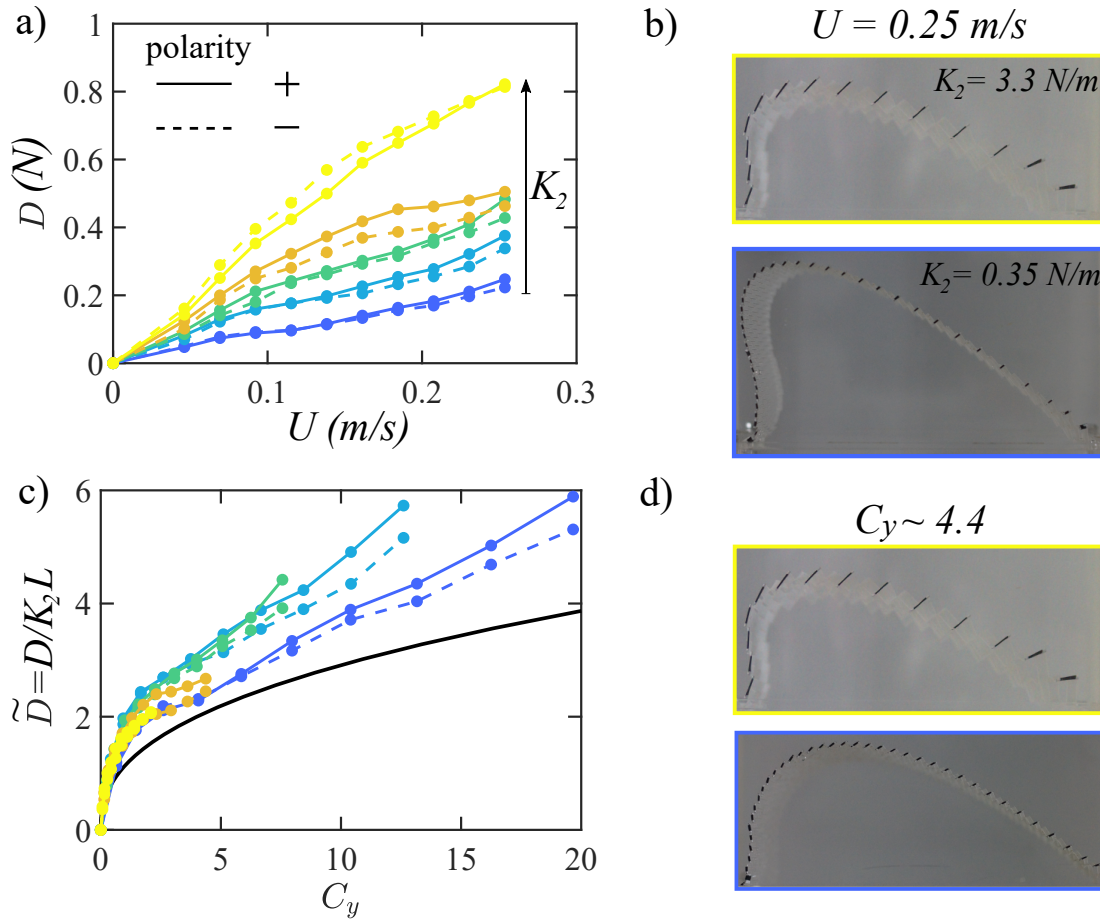 a)
1
0.8
0.6
0.4
0.2
0
D (N)
polarity
+
−
K₂
0 0.1 0.2 0.3
U (m/s)
b)
U = 0.25 m/s
K₂= 3.3 N/m
K₂= 0.35 N/m
c)
6
4
2
0
D̃=D/K₂L
0 5 10 15 20
C_y
d)
C_y~ 4.4